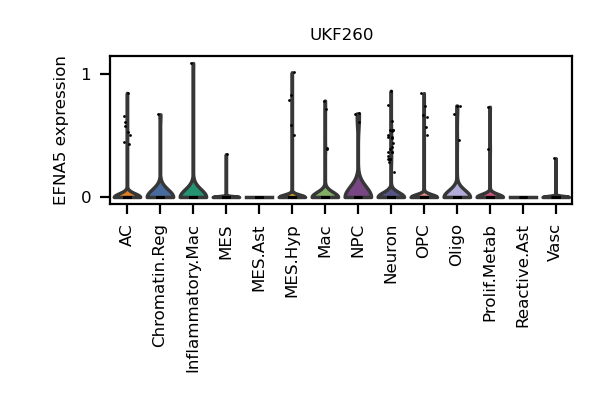 UKF260
EFNA5 expression
1
0
AC
Chromatin.Reg
Inflammatory.Mac
MES
MES.Ast
MES.Hyp
Mac
NPC
Neuron
OPC
Oligo
Prolif.Metab
Reactive.Ast
Vasc